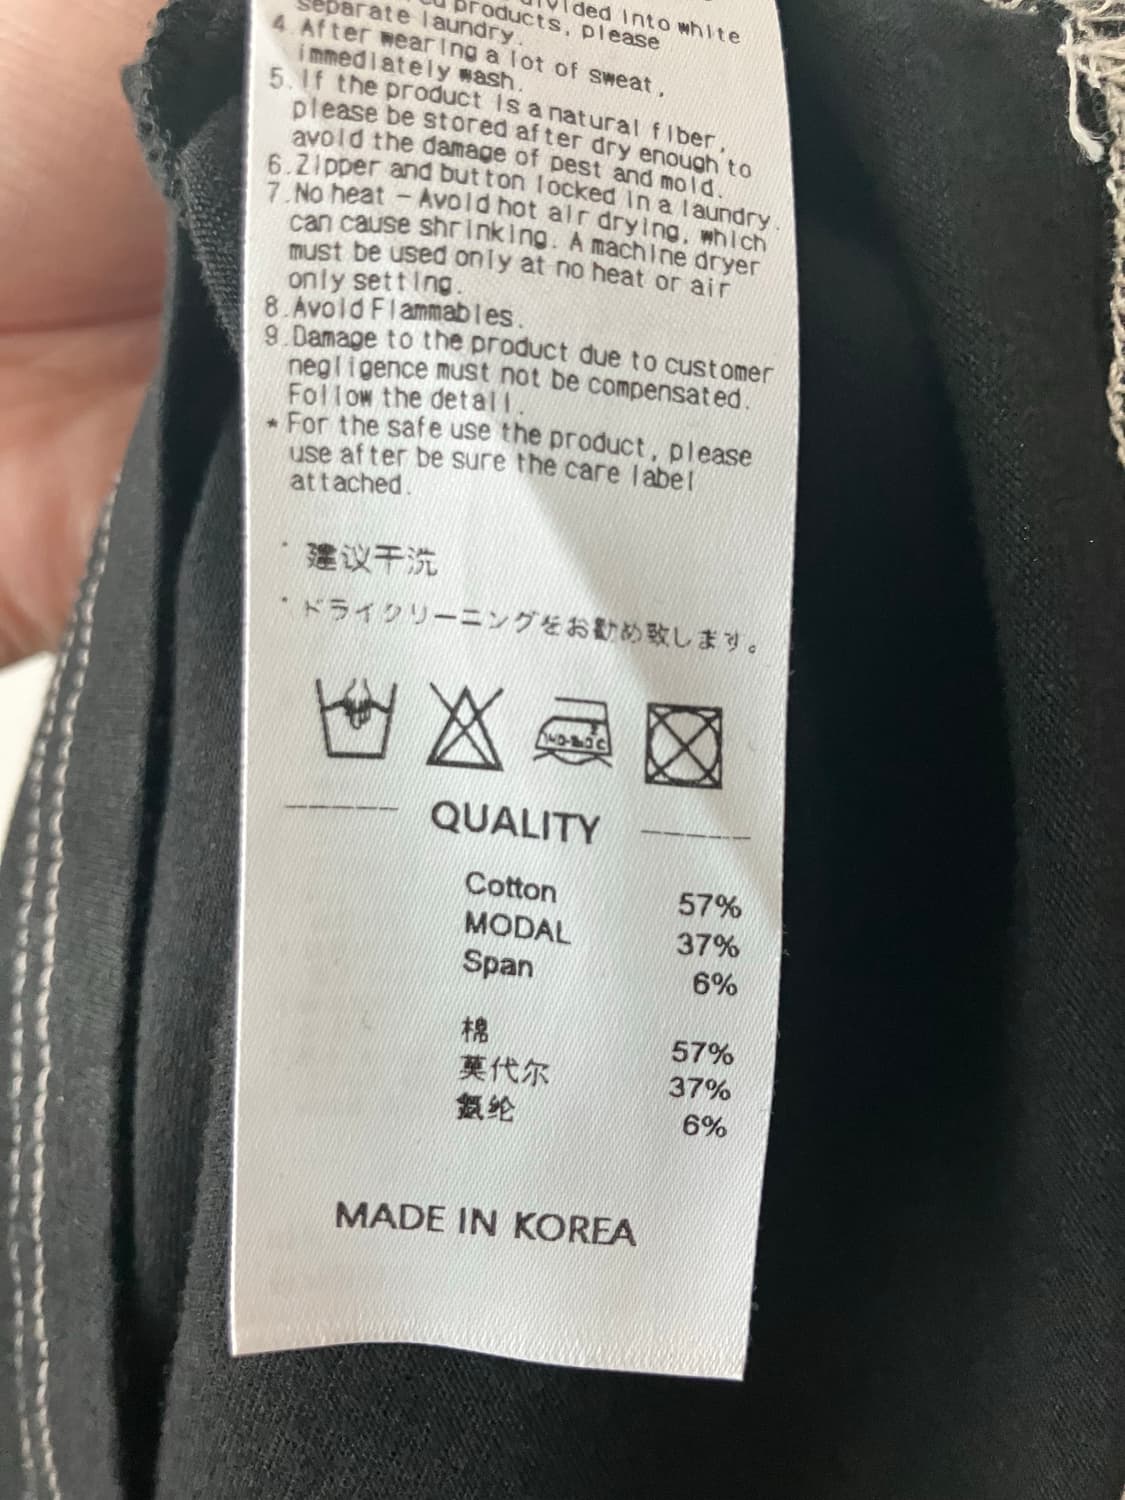 divided into white
products, please
separate laundry.
4.After wearing a lot of sweat,
immediately wash.
5.If the product is a natural fiber,
please be stored after dry enough to
avoid the damage of pest and mold.
6.Zipper and button locked in a laundry.
7.No heat - Avoid hot air drying, which
can cause shrinking. A machine dryer
must be used only at no heat or air
only setting.
8.Avoid Flammables.
9.Damage to the product due to customer
negligence must not be compensated.
Follow the detail.
* For the safe use the product, please
use after be sure the care label
attached.
* 建议干洗
* ドライクリーニングをお勧め致します。
QUALITY
Cotton 57%
MODAL 37%
Span 6%
棉 57%
莫代尔 37%
氨纶 6%
MADE IN KOREA